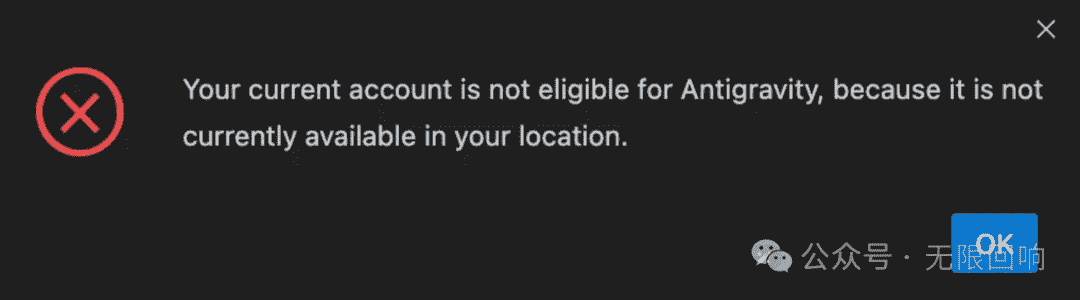 Your current account is not eligible for Antigravity, because it is not
currently available in your location.
OK
公众号 · 无限回响